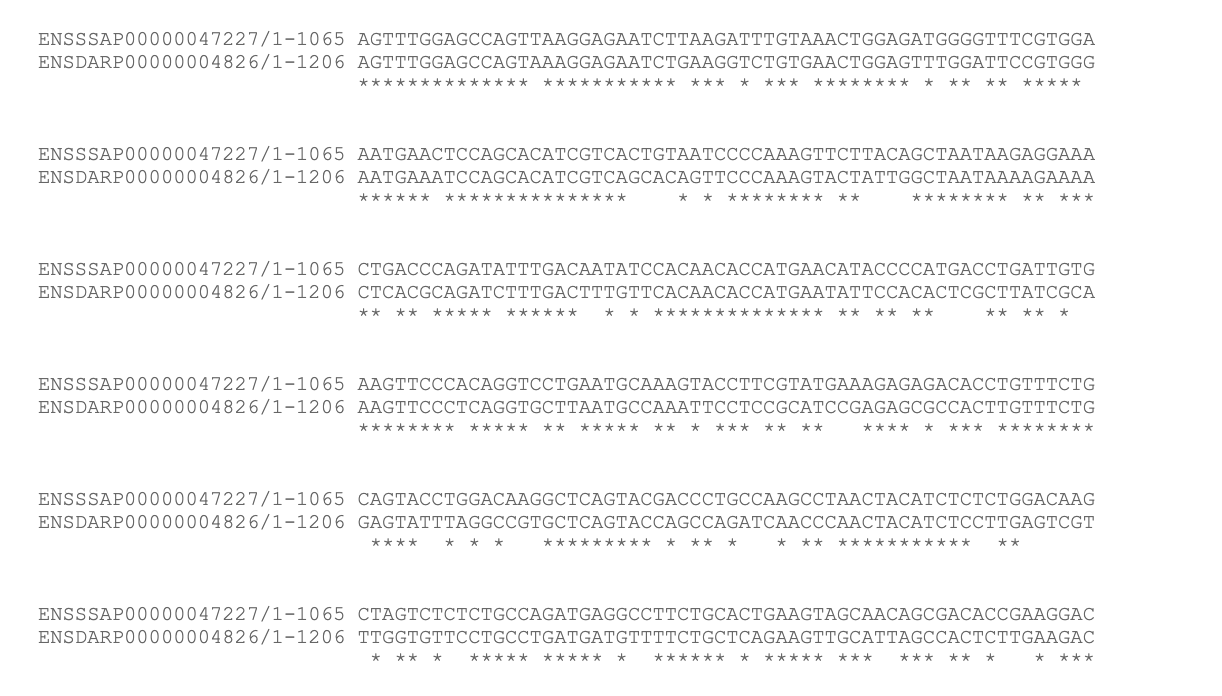 ENSSSAP00000047227/1-1065 AGTTTGGAGCCAGTTAAGGAGAATCTTAAGATTTGTAAACTGGAGATGGGGTTTCGTGGA
ENSDARP00000004826/1-1206 AGTTTGGAGCCAGTAAAGGAGAATCTGAAGGTCTGTGAACTGGAGTTTGGATTCCGTGGG
************** *********** *** * *** ******** * ** ** *****
ENSSSAP00000047227/1-1065 AATGAACTCCAGCACATCGTCACTGTAATCCCCAAAGTTCTTACAGCTAATAAGAGGAAA
ENSDARP00000004826/1-1206 AATGAAATCCAGCACATCGTCAGCACAGTTCCCAAAGTACTATTGGCTAATAAAAGAAAA
****** ***************    * * ******** **    ******** ** ***
ENSSSAP00000047227/1-1065 CTGACCCAGATATTTGACAATATCCACAACACCATGAACATACCCCATGACCTGATTGTG
ENSDARP00000004826/1-1206 CTCACGCAGATCTTTGACTTTGTTCACAACACCATGAATATTCCACACTCGCTTATCGCA
** ** ***** ******  * * ************** ** ** **    ** ** *
ENSSSAP00000047227/1-1065 AAGTTCCCACAGGTCCTGAATGCAAAGTACCTTCGTATGAAAGAGAGACACCTGTTTCTG
ENSDARP00000004826/1-1206 AAGTTCCCTCAGGTGCTTAATGCCAAATTCCTCCGCATCCGAGAGCGCCACTTGTTTCTG
******** ***** ** ***** ** * *** ** **   **** * *** ********
ENSSSAP00000047227/1-1065 CAGTACCTGGACAAGGCTCAGTACGACCCTGCCAAGCCTAACTACATCTCTCTGGACAAG
ENSDARP00000004826/1-1206 GAGTATTTAGGCCGTGCTCAGTACCAGCCAGATCAACCCAACTACATCTCCTTGAGTCGT
****  * * *   ********* * ** *   * ** ***********  **
ENSSSAP00000047227/1-1065 CTAGTCTCTCTGCCAGATGAGGCCTTCTGCACTGAAGTAGCAACAGCGACACCGAAGGAC
ENSDARP00000004826/1-1206 TTGGTGTTCCTGCCTGATGATGTTTTCTGCTCAGAAGTTGCATTAGCCACTCTTGAAGAC
* ** *  ***** ***** *  ****** * ***** ***  *** ** *   * ***